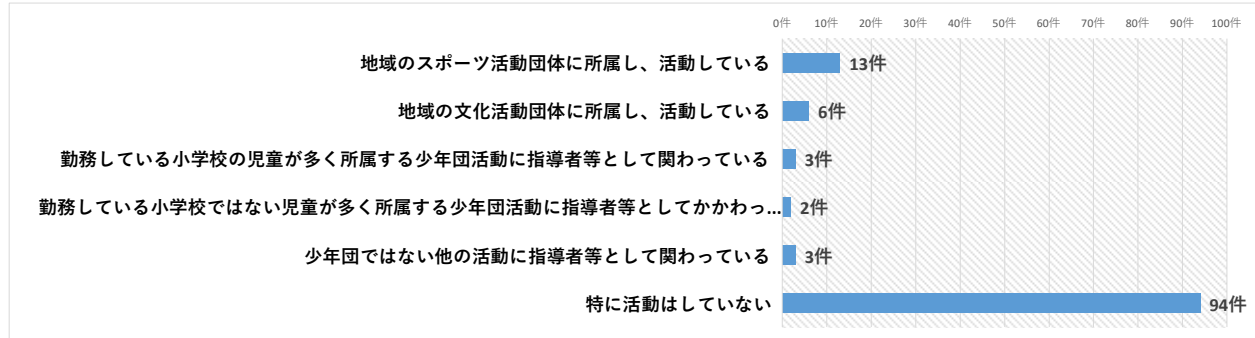 0件 10件 20件 30件 40件 50件 60件 70件 80件 90件 100件
地域のスポーツ活動団体に所属し、活動している 13件
地域の文化活動団体に所属し、活動している 6件
勤務している小学校の児童が多く所属する少年団活動に指導者等として関わっている 3件
勤務している小学校ではない児童が多く所属する少年団活動に指導者等としてかかわっ… 2件
少年団ではない他の活動に指導者等として関わっている 3件
特に活動はしていない 94件